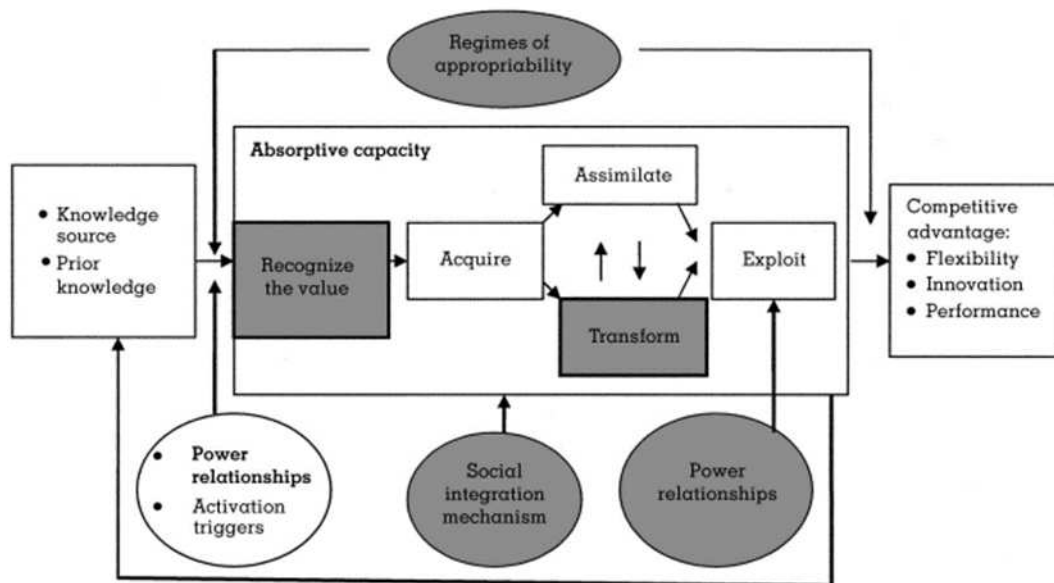 Regimes of
appropriability
Absorptive capacity
Assimilate
• Knowledge
source
• Prior
knowledge
Recognize
the value
Acquire
Exploit
Transform
Competitive
advantage:
• Flexibility
• Innovation
• Performance
• Power
relationships
• Activation
triggers
Social
integration
mechanism
Power
relationships